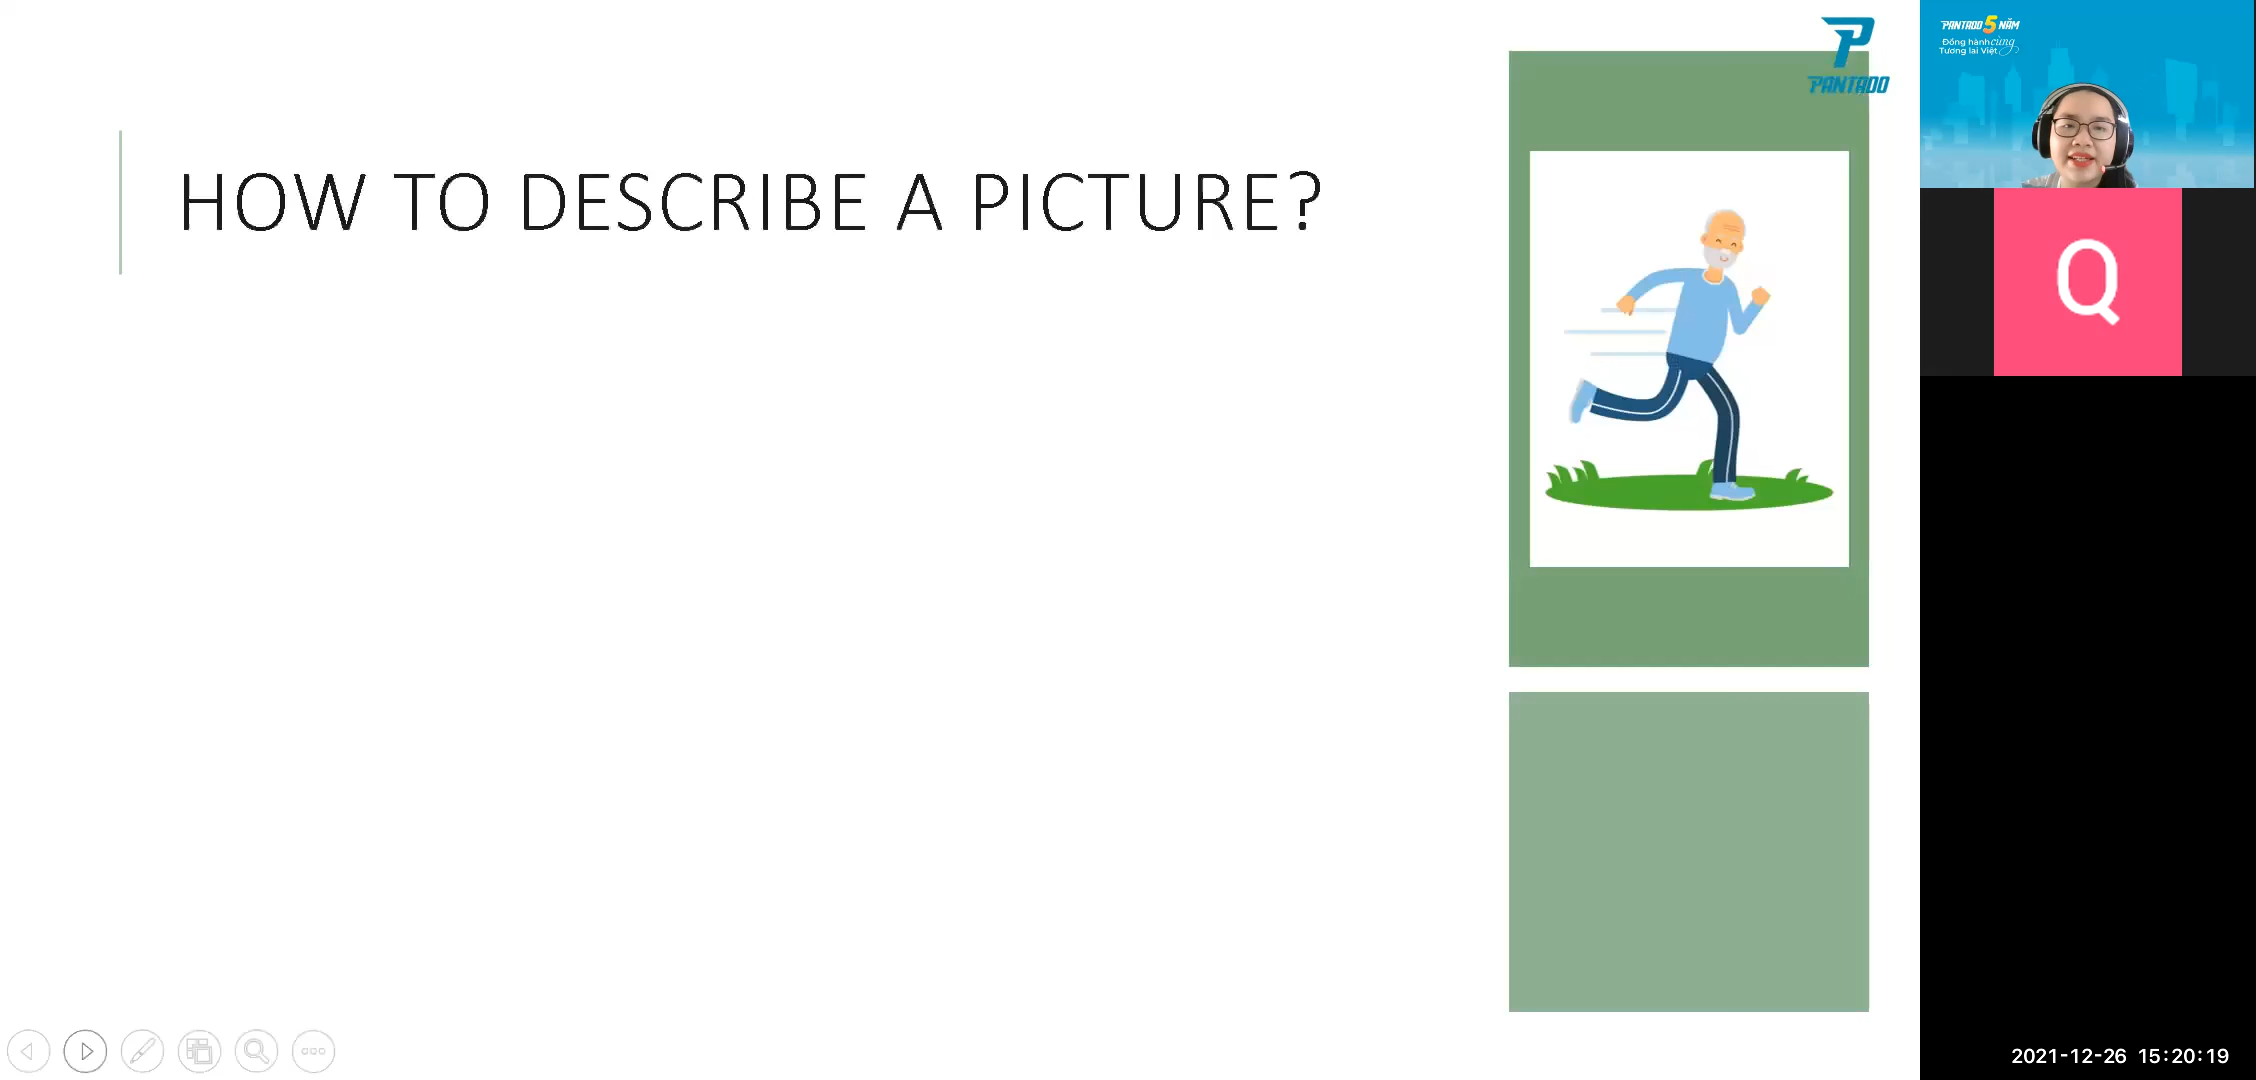 HOW TO DESCRIBE A PICTURE?
P
PANTADO
PANTADO 5 NĂM
Đồng hành cùng
Tương lai Việt
Q
2021-12-26 15:20:19